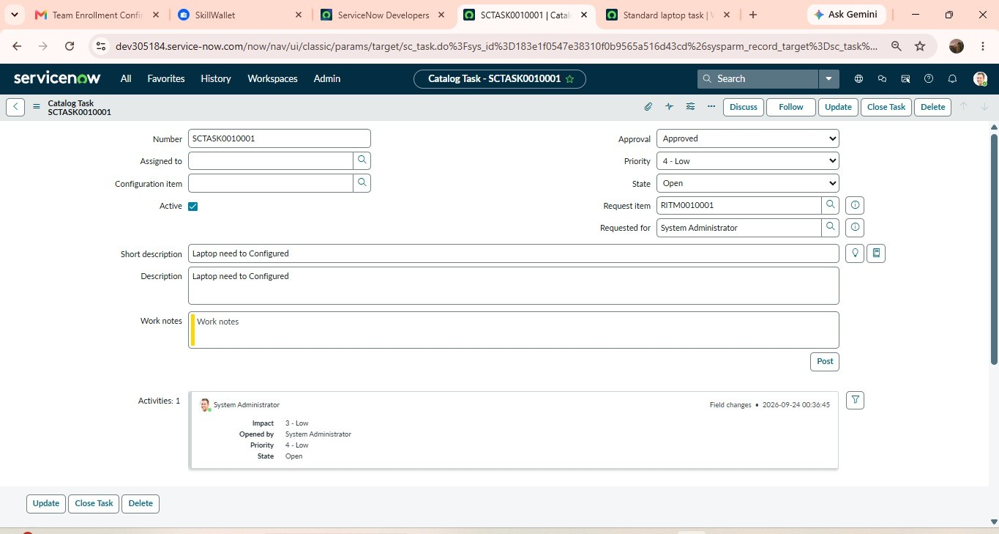 Team Enrollment Confir
SkillWallet
ServiceNow Developers
SCTASK0010001 | Catal
Standard laptop task |
Ask Gemini
dev305184.service-now.com/now/nav/ui/classic/params/target/sc_task.do%3Fsys_id%3D183e1f0547e38310f0b9565a516d43cd%26sysparm_record_target%3Dsc_task%...
servicenow
All
Favorites
History
Workspaces
Admin
Catalog Task - SCTASK0010001
Search
Catalog Task
SCTASK0010001
Discuss
Follow
Update
Close Task
Delete
Number
SCTASK0010001
Approval
Approved
Assigned to
Priority
4 - Low
Configuration item
State
Open
Active
Request item
RITM0010001
Requested for
System Administrator
Short description
Laptop need to Configured
Description
Laptop need to Configured
Work notes
Work notes
Post
Activities: 1
System Administrator
Field changes • 2026-09-24 00:36:45
Impact 3 - Low
Opened by System Administrator
Priority 4 - Low
State Open
Update
Close Task
Delete